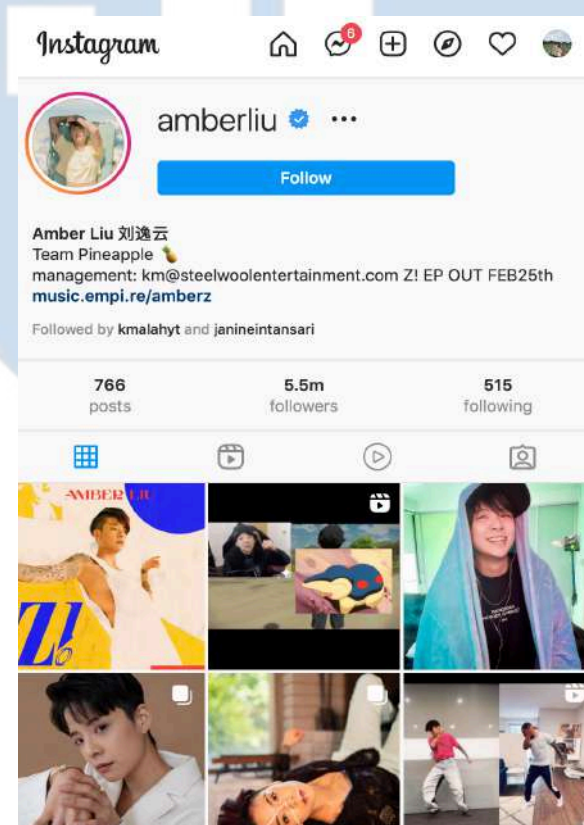 Instagram
6
amberliu
Follow
Amber Liu 刘逸云
Team Pineapple 🍍
management: km@steelwoolentertainment.com Z! EP OUT FEB25th
music.empi.re/amberz
Followed by kmalahyt and janineintansari
766 5.5m 515
posts followers following
AMBER LIU
Z!